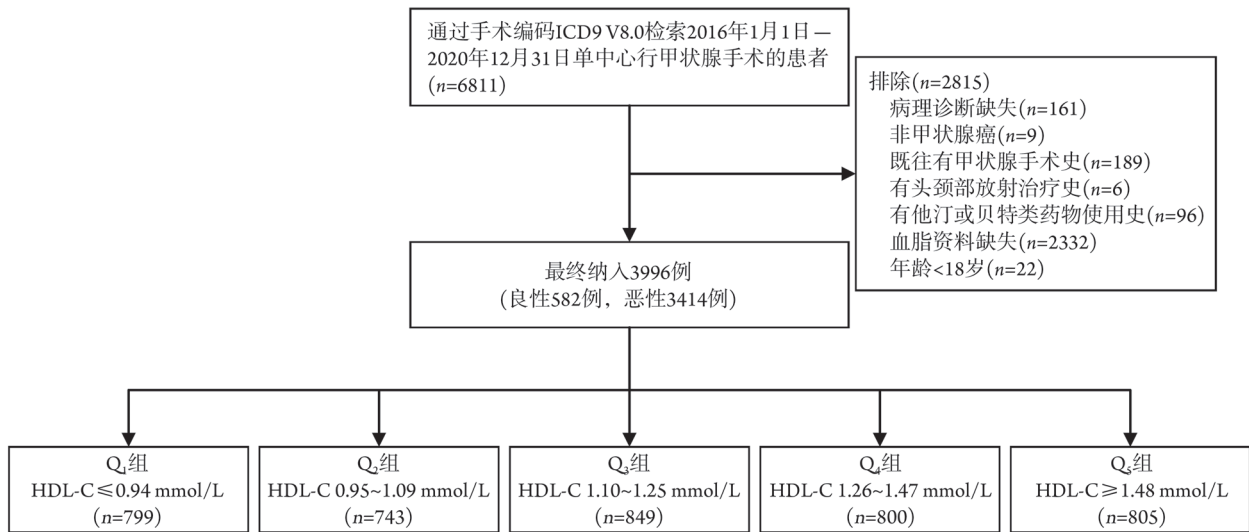 通过手术编码ICD9 V8.0检索2016年1月1日—
2020年12月31日单中心行甲状腺手术的患者
(n=6811)
排除(n=2815)
病理诊断缺失(n=161)
非甲状腺癌(n=9)
既往有甲状腺手术史(n=189)
有头颈部放射治疗史(n=6)
有他汀或贝特类药物使用史(n=96)
血脂资料缺失(n=2332)
年龄<18岁(n=22)
最终纳入3996例
(良性582例，恶性3414例)
Q₁组
HDL-C≤0.94 mmol/L
(n=799)
Q₂组
HDL-C 0.95~1.09 mmol/L
(n=743)
Q₃组
HDL-C 1.10~1.25 mmol/L
(n=849)
Q₄组
HDL-C 1.26~1.47 mmol/L
(n=800)
Q₅组
HDL-C≥1.48 mmol/L
(n=805)